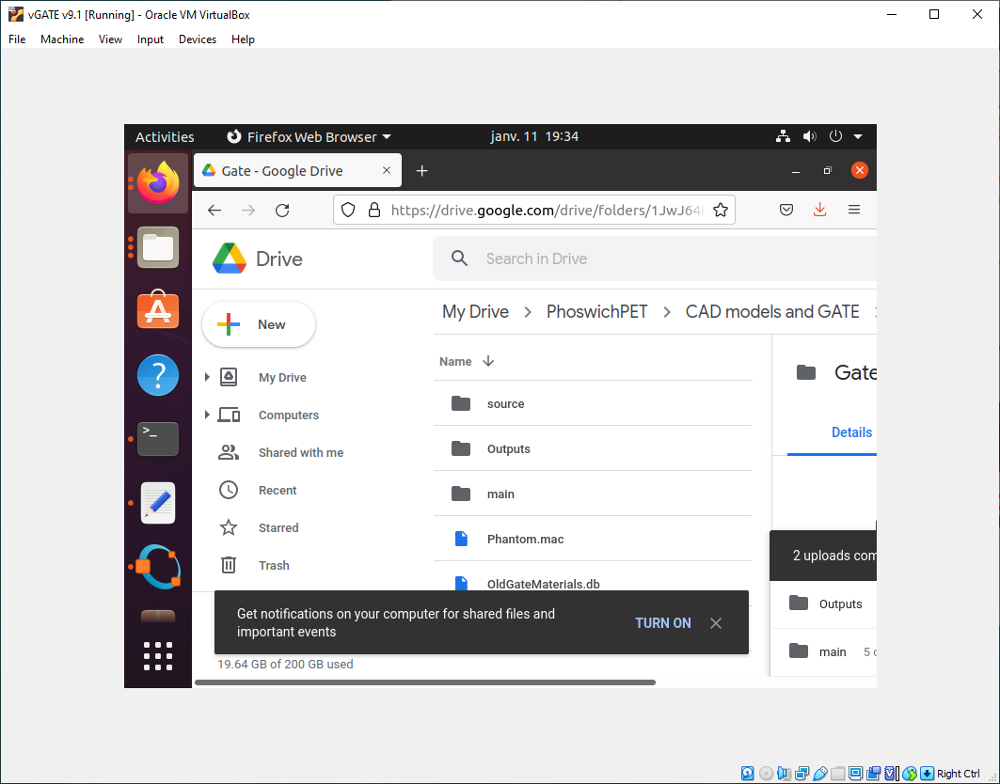 vGATE v9.1 [Running] - Oracle VM VirtualBox
File Machine View Input Devices Help
Activities Firefox Web Browser janv. 11 19:34
Gate - Google Drive
https://drive.google.com/drive/folders/1JwJ64
Drive
Search in Drive
New
My Drive
Computers
Shared with me
Recent
Starred
Trash
My Drive > PhoswichPET > CAD models and GATE
Name
source
Outputs
main
Phantom.mac
OldGateMaterials.db
Gate
Details
2 uploads com
Outputs
main 5
Get notifications on your computer for shared files and
important events
TURN ON
19.64 GB of 200 GB used
Right Ctrl